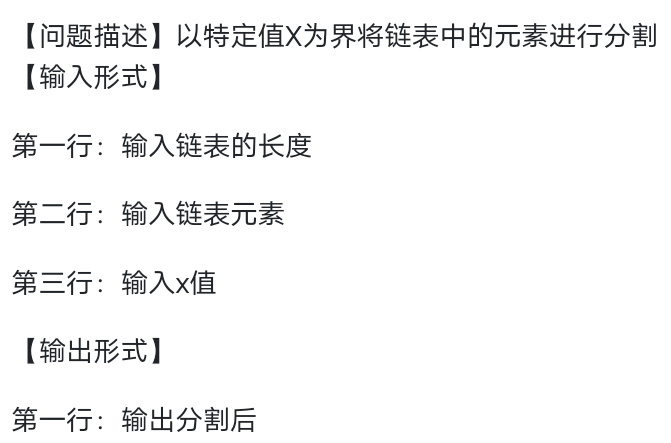 【问题描述】以特定值X为界将链表中的元素进行分割
【输入形式】
第一行：输入链表的长度
第二行：输入链表元素
第三行：输入x值
【输出形式】
第一行：输出分割后